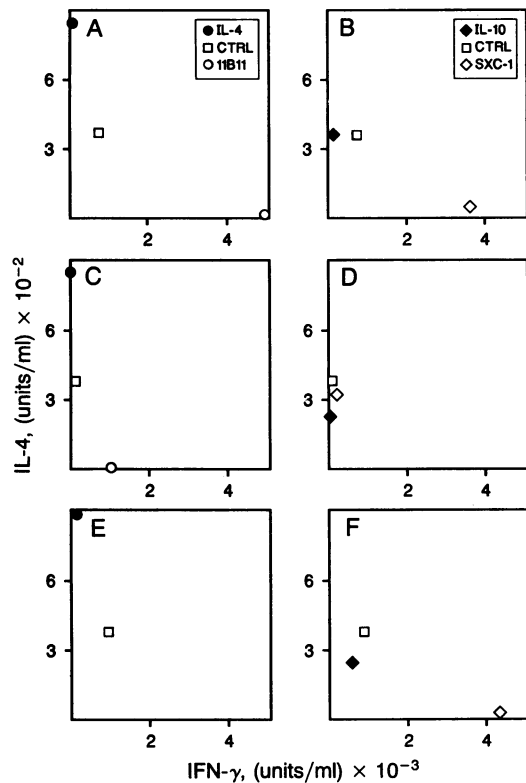 A
● IL-4
□ CTRL
○ 11B11
6
3
2 4
B
◆ IL-10
□ CTRL
◇ SXC-1
6
3
2 4
C
6
3
2 4
D
6
3
2 4
E
6
3
2 4
F
6
3
2 4
IL-4, (units/ml) × 10⁻²
IFN-γ, (units/ml) × 10⁻³